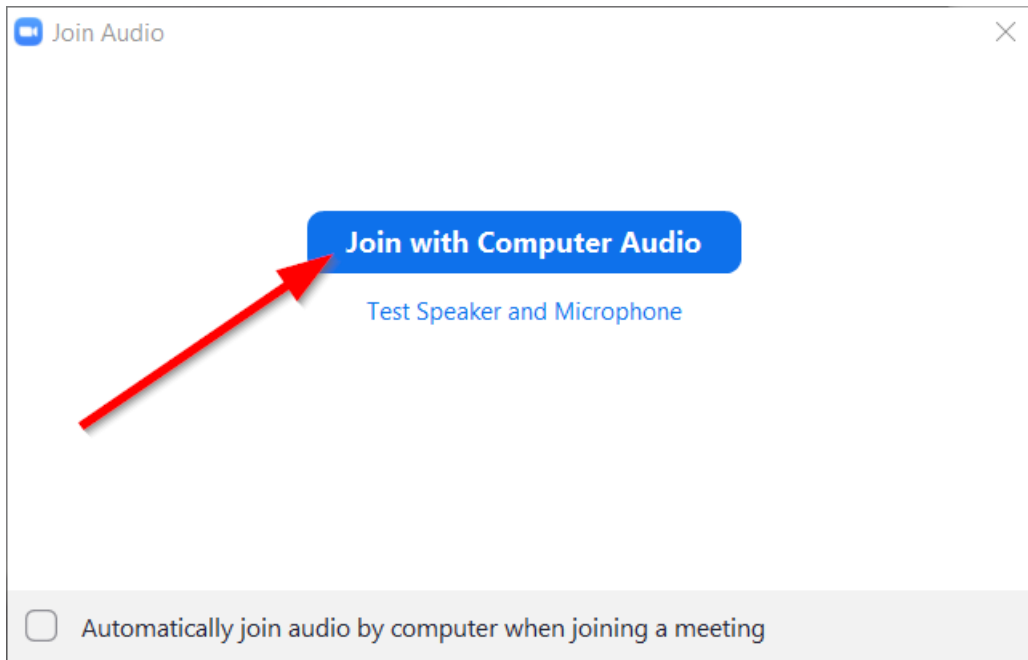 Join Audio
Join with Computer Audio
Test Speaker and Microphone
Automatically join audio by computer when joining a meeting